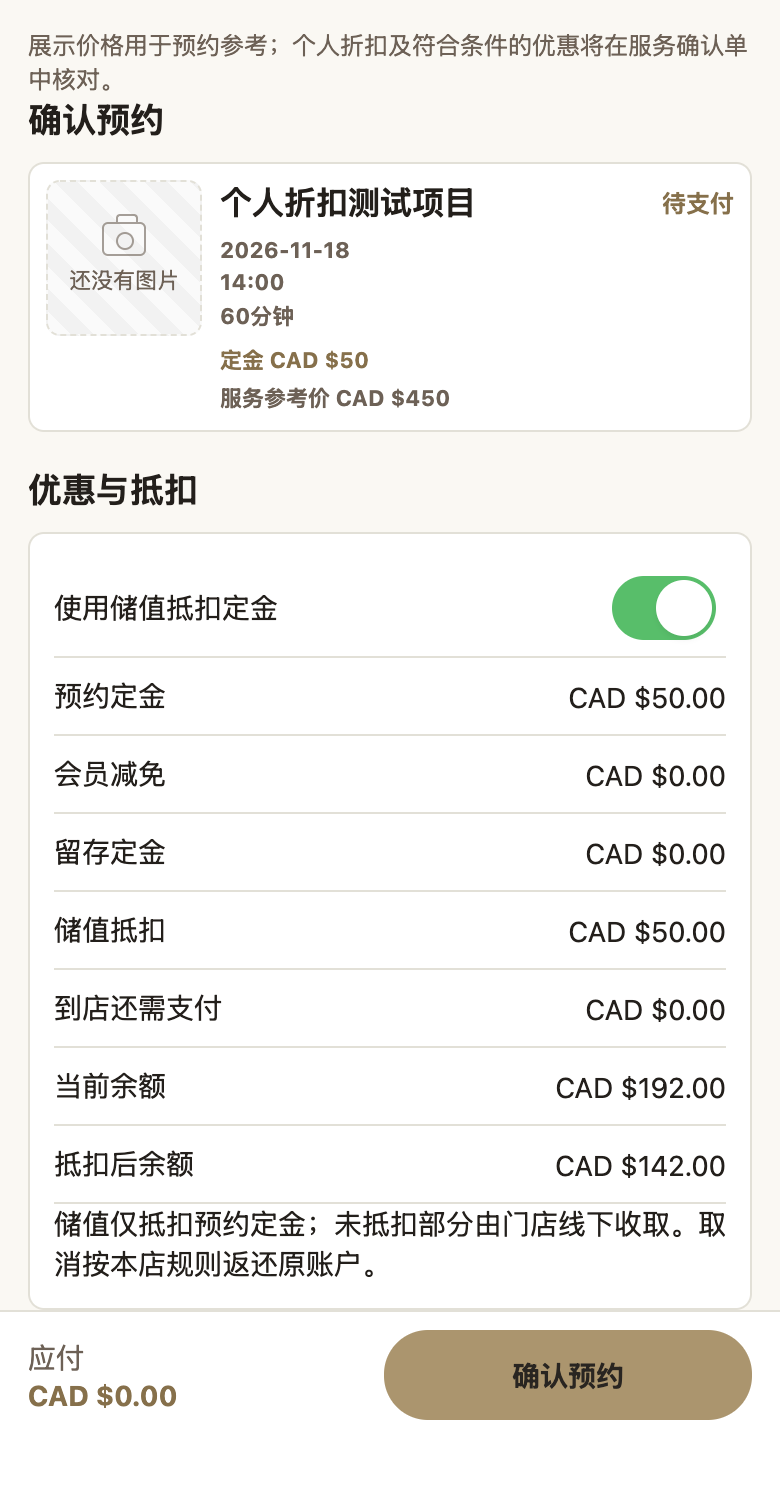 展示价格用于预约参考；个人折扣及符合条件的优惠将在服务确认单
中核对。
确认预约
还没有图片
个人折扣测试项目
待支付
2026-11-18
14:00
60分钟
定金 CAD $50
服务参考价 CAD $450
优惠与抵扣
使用储值抵扣定金
预约定金 CAD $50.00
会员减免 CAD $0.00
留存定金 CAD $0.00
储值抵扣 CAD $50.00
到店还需支付 CAD $0.00
当前余额 CAD $192.00
抵扣后余额 CAD $142.00
储值仅抵扣预约定金；未抵扣部分由门店线下收取。取
消按本店规则返还原账户。
应付
CAD $0.00
确认预约